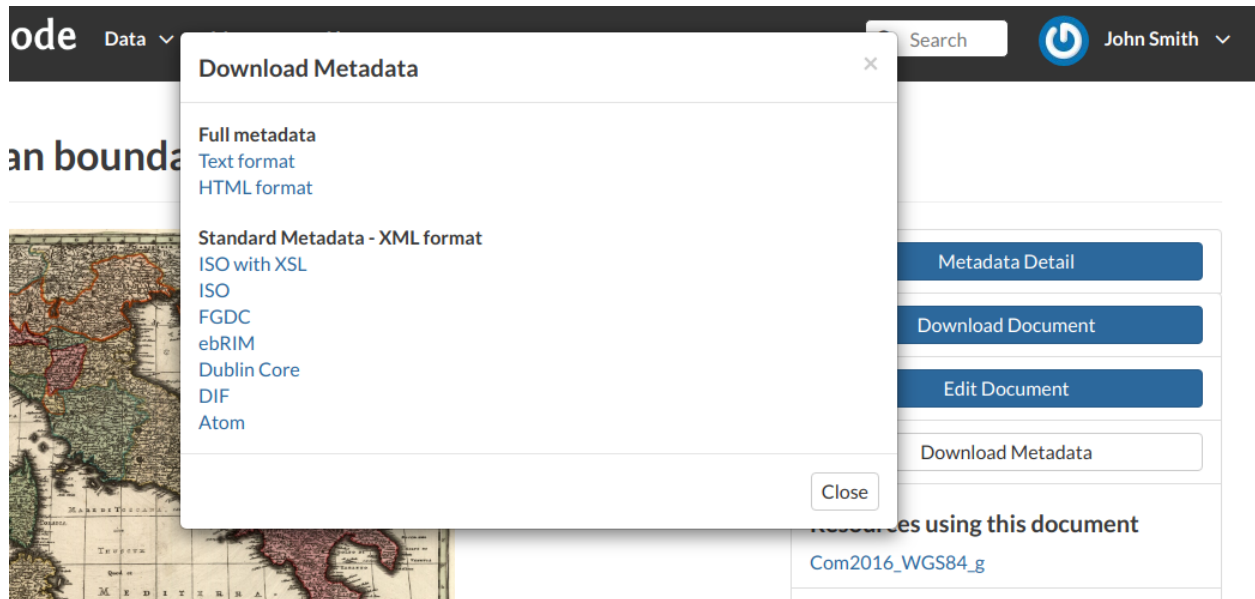 ode Data Search John Smith
Download Metadata ×
an bounda
Full metadata
Text format
HTML format
Standard Metadata - XML format
ISO with XSL
ISO
FGDC
ebRIM
Dublin Core
DIF
Atom
Close
Metadata Detail
Download Document
Edit Document
Download Metadata
Resources using this document
Com2016_WGS84_g
MEDITERRA